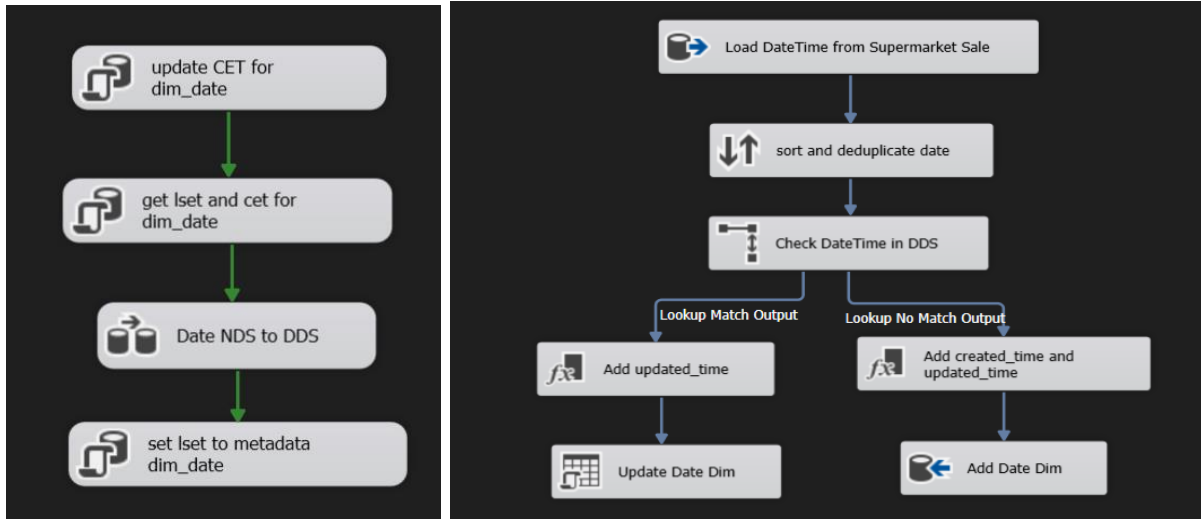 update CET for
dim_date
get lset and cet for
dim_date
Date NDS to DDS
set lset to metadata
dim_date
Load DateTime from Supermarket Sale
sort and deduplicate date
Check DateTime in DDS
Lookup Match Output
Lookup No Match Output
Add updated_time
Add created_time and
updated_time
Update Date Dim
Add Date Dim